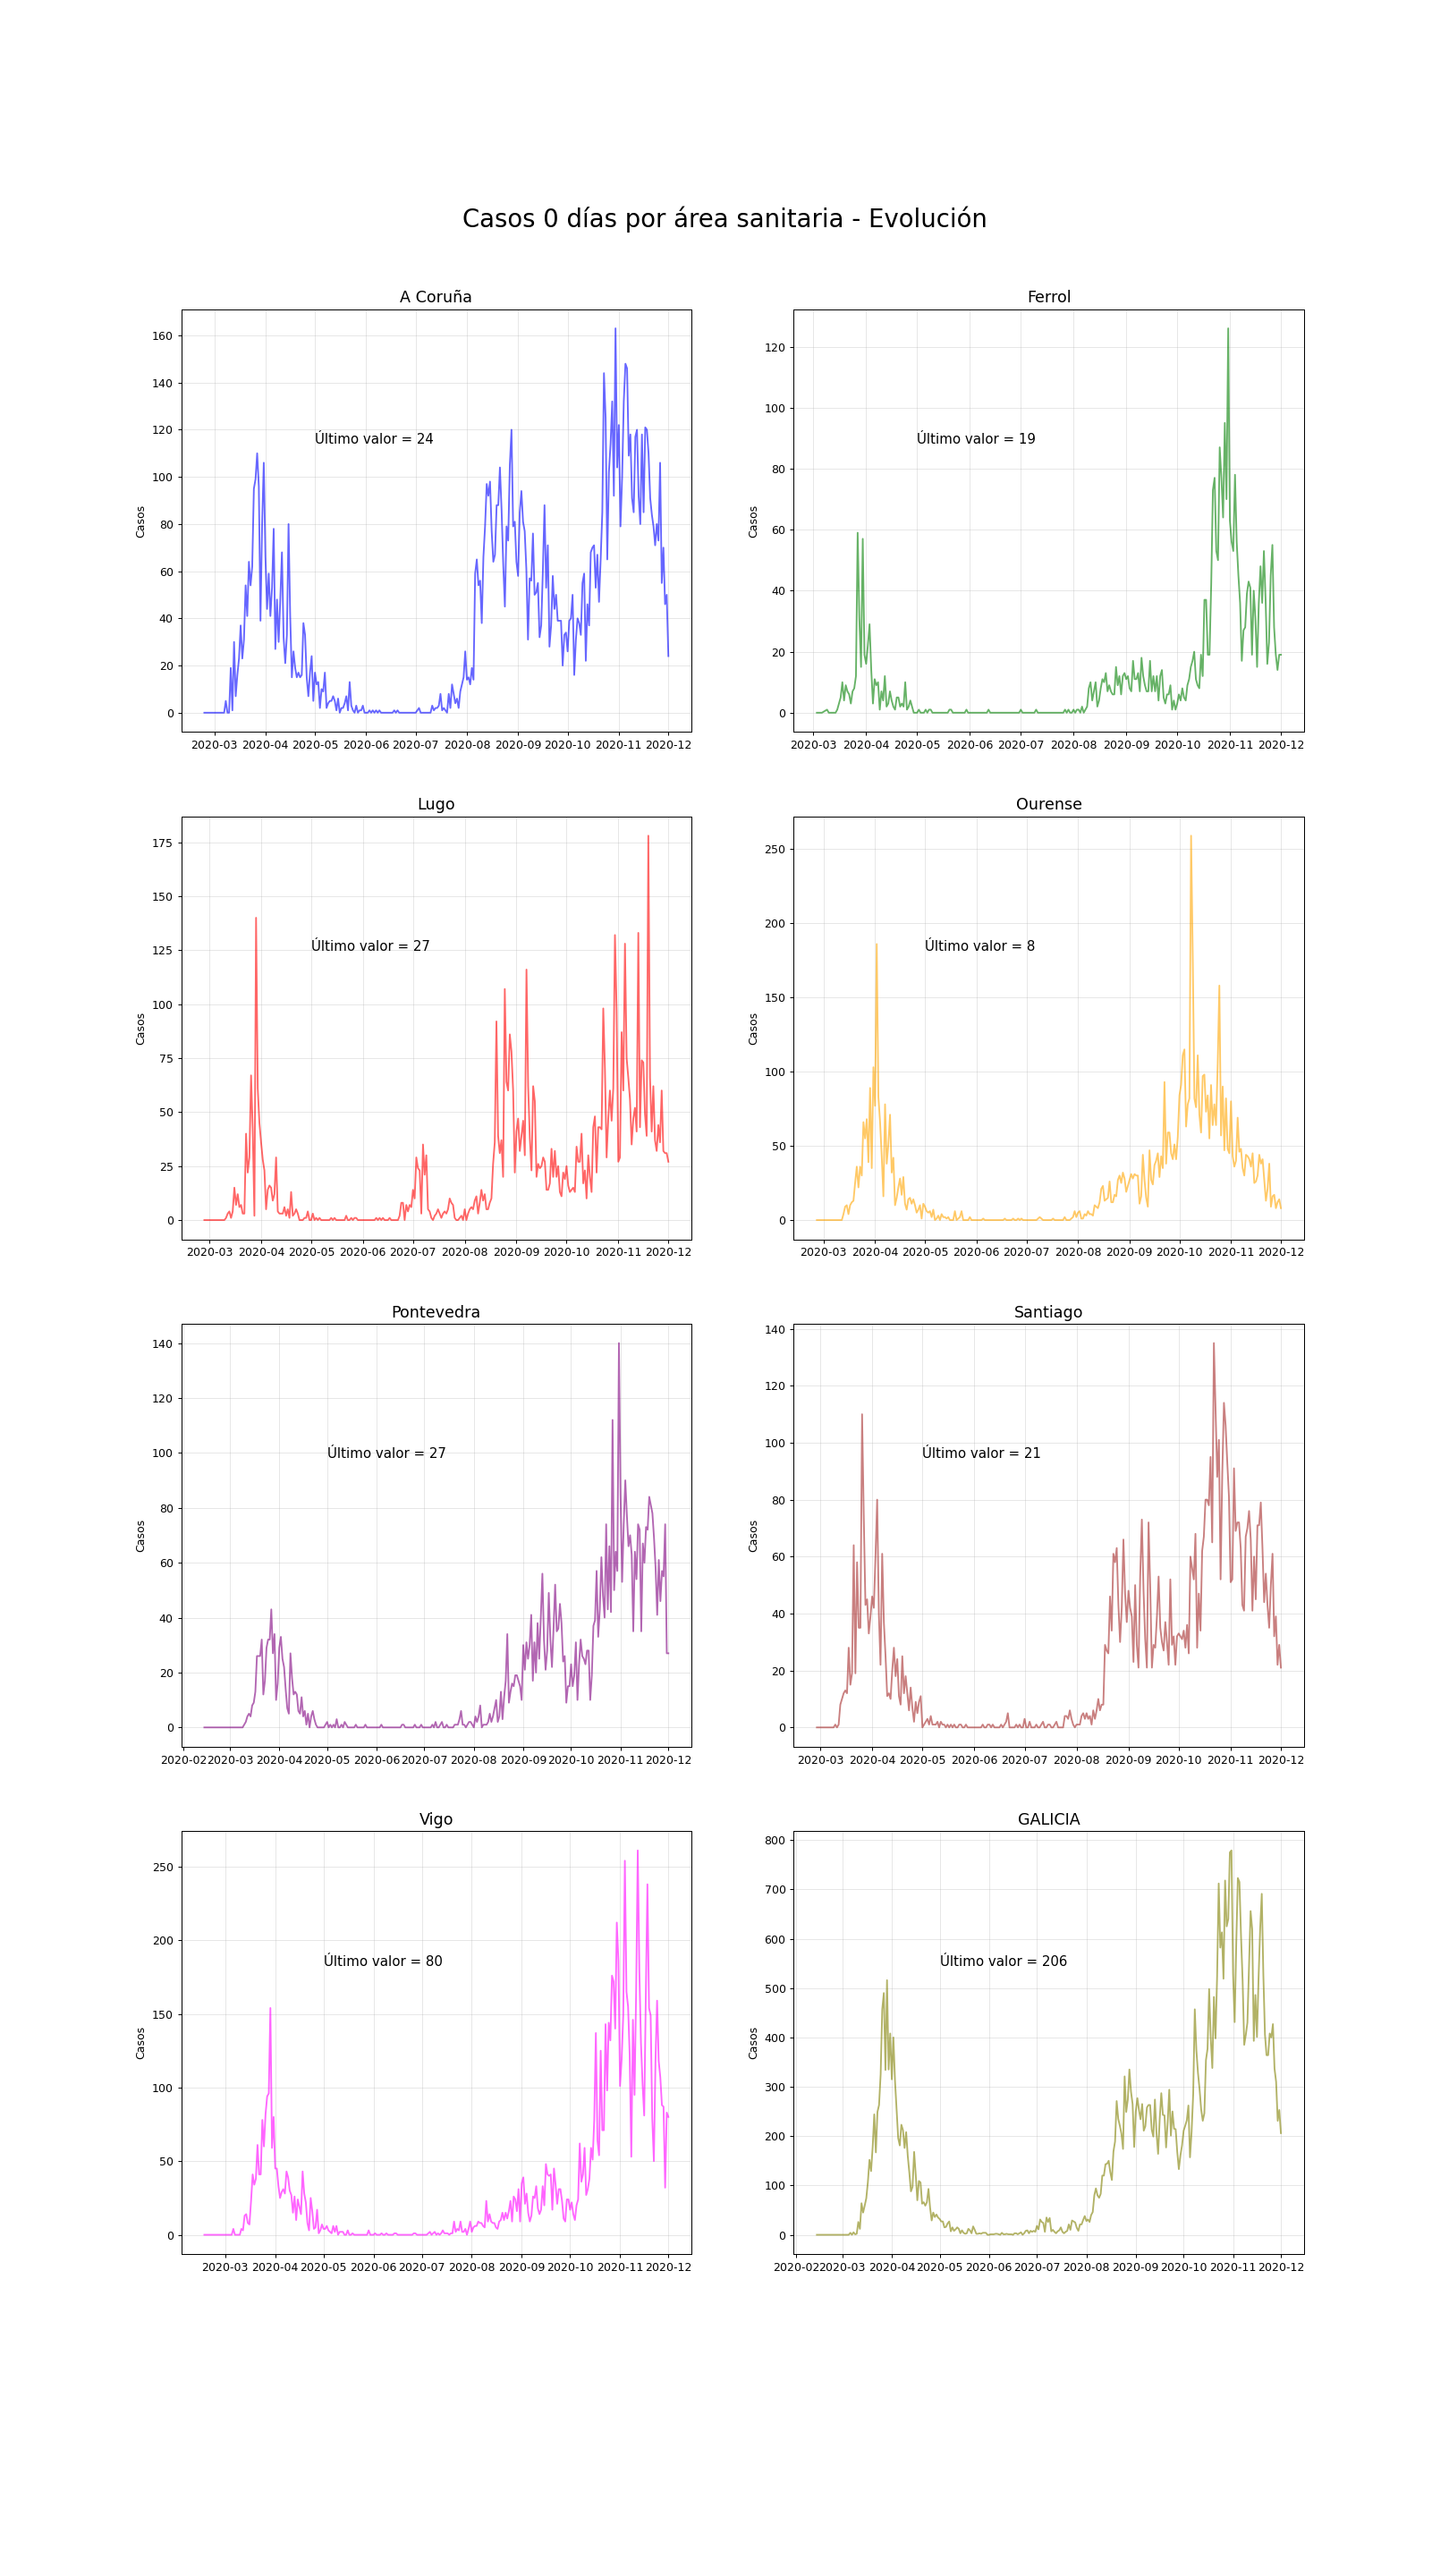 Casos 0 días por área sanitaria - Evolución
A Coruña
Casos
160
140
120
100
80
60
40
20
0
Último valor = 24
2020-03 2020-04 2020-05 2020-06 2020-07 2020-08 2020-09 2020-10 2020-11 2020-12
Ferrol
Casos
120
100
80
60
40
20
0
Último valor = 19
2020-03 2020-04 2020-05 2020-06 2020-07 2020-08 2020-09 2020-10 2020-11 2020-12
Lugo
Casos
175
150
125
100
75
50
25
0
Último valor = 27
2020-03 2020-04 2020-05 2020-06 2020-07 2020-08 2020-09 2020-10 2020-11 2020-12
Ourense
Casos
250
200
150
100
50
0
Último valor = 8
2020-03 2020-04 2020-05 2020-06 2020-07 2020-08 2020-09 2020-10 2020-11 2020-12
Pontevedra
Casos
140
120
100
80
60
40
20
0
Último valor = 27
2020-02 2020-03 2020-04 2020-05 2020-06 2020-07 2020-08 2020-09 2020-10 2020-11 2020-12
Santiago
Casos
140
120
100
80
60
40
20
0
Último valor = 21
2020-03 2020-04 2020-05 2020-06 2020-07 2020-08 2020-09 2020-10 2020-11 2020-12
Vigo
Casos
250
200
150
100
50
0
Último valor = 80
2020-03 2020-04 2020-05 2020-06 2020-07 2020-08 2020-09 2020-10 2020-11 2020-12
GALICIA
Casos
800
700
600
500
400
300
200
100
0
Último valor = 206
2020-02 2020-03 2020-04 2020-05 2020-06 2020-07 2020-08 2020-09 2020-10 2020-11 2020-12